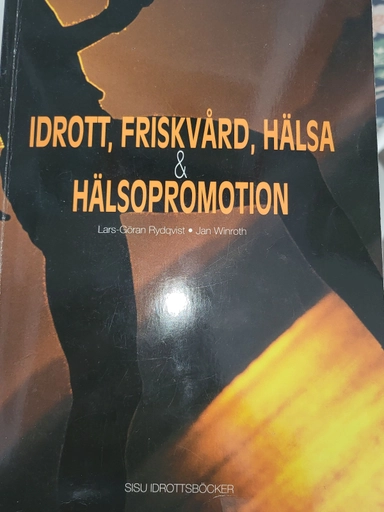 IDROTT, FRISKVÅRD, HÄLSA
&
HÄLSOPROMOTION
Lars-Göran Rydqvist • Jan Winroth
SISU IDROTTSBÖCKER